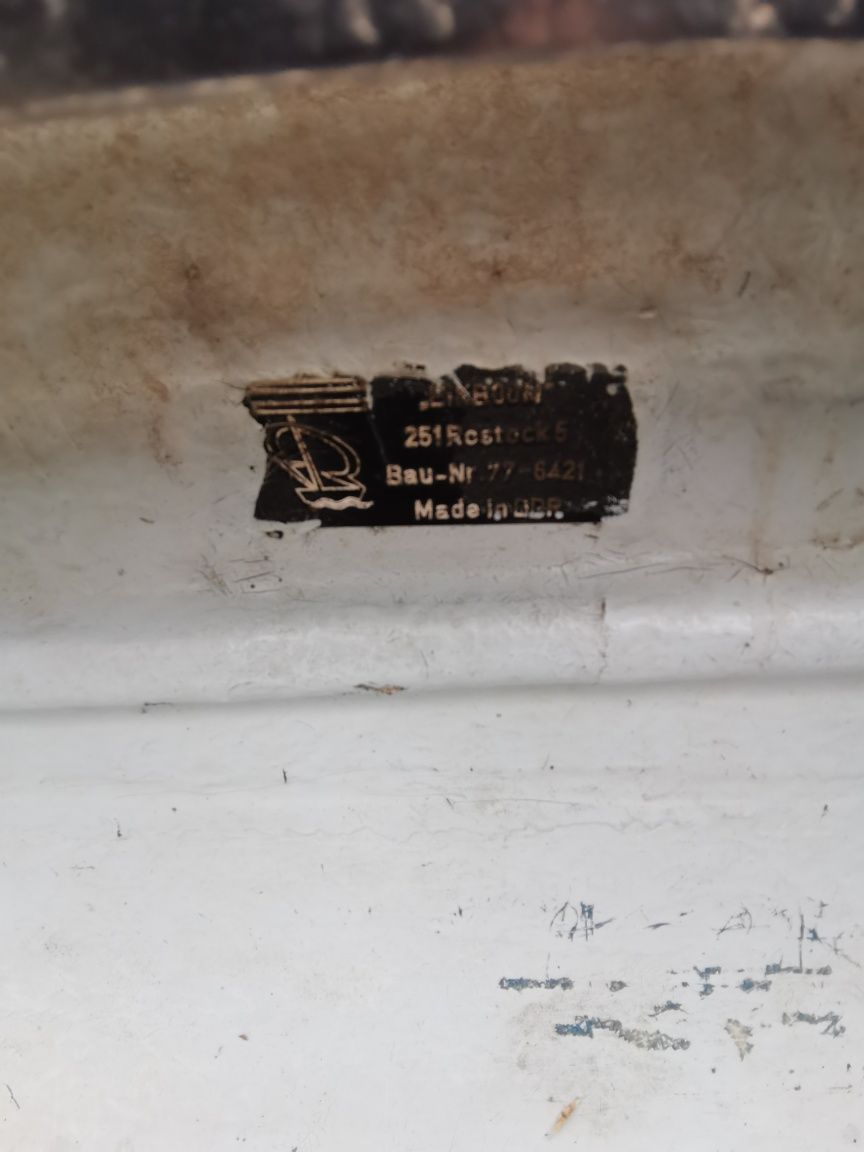 251 Rostock 5
Bau-Nr. 77-6421
Made in DDR